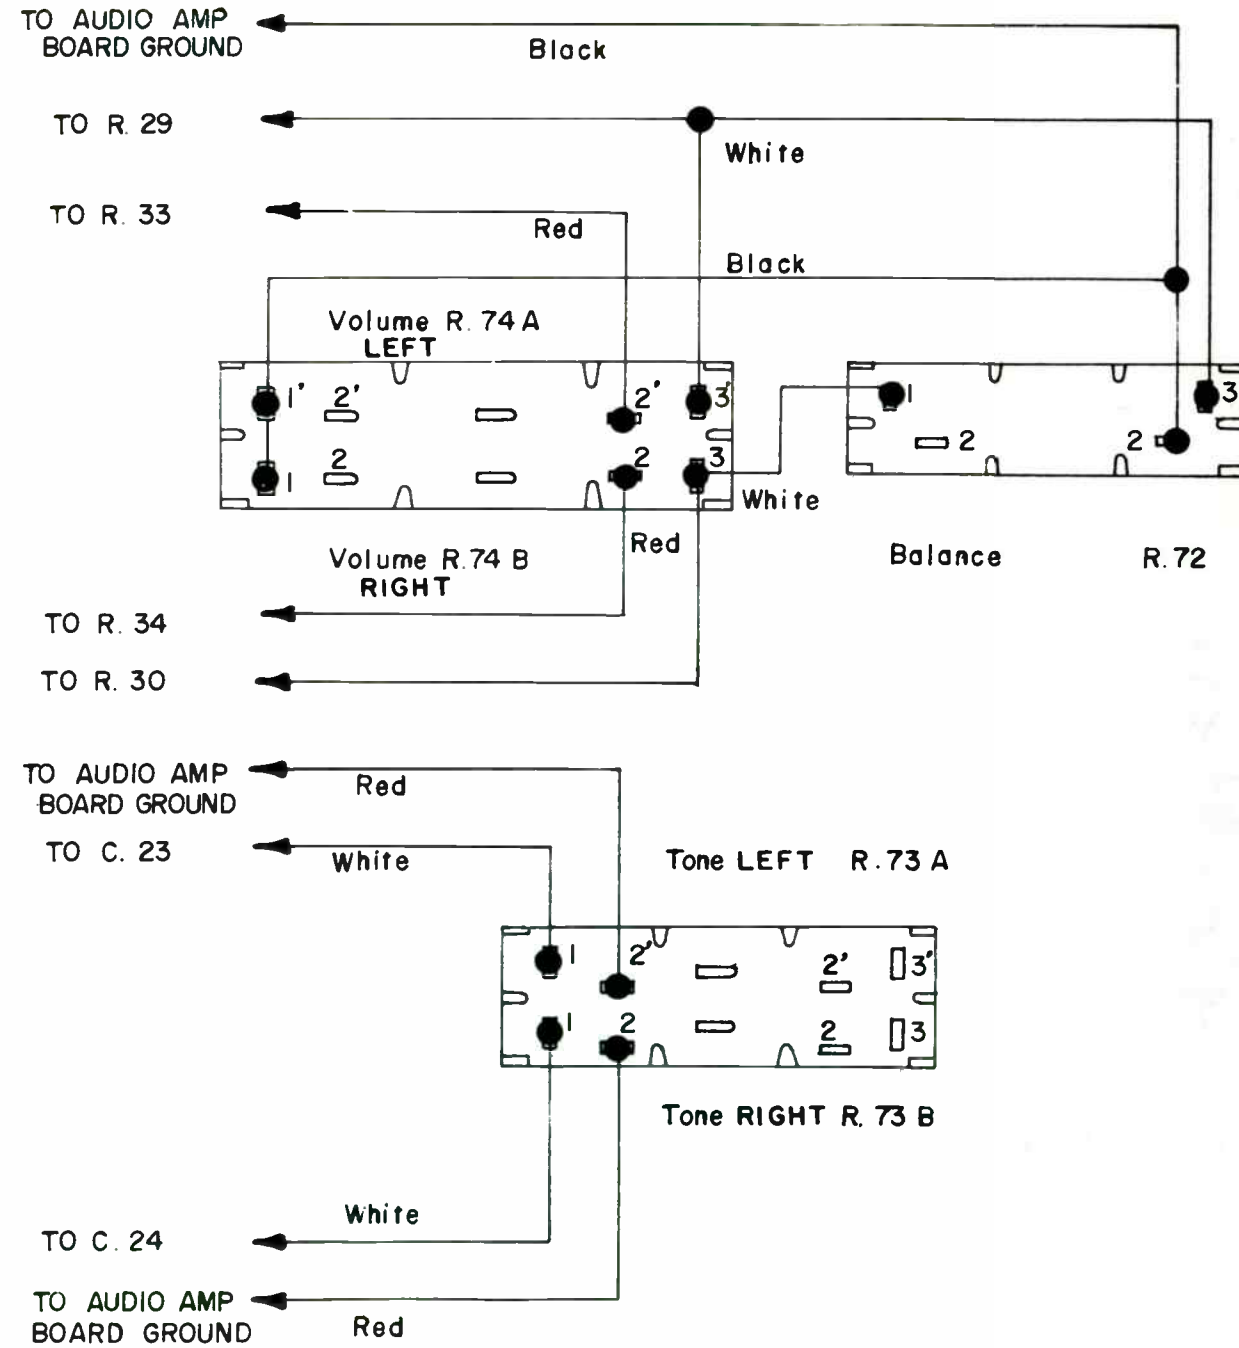 TO AUDIO AMP
BOARD GROUND
Black
TO R. 29
White
TO R. 33
Red
Black
Volume R. 74 A
LEFT
1' 2' 2' 3'
1 2 2 3
1 2 2 3
White
Red
Volume R.74 B
RIGHT
Balance R.72
TO R. 34
TO R. 30
TO AUDIO AMP
BOARD GROUND
Red
TO C. 23
White
Tone LEFT R.73 A
1 2' 2' 3'
1 2 2 3
Tone RIGHT R. 73 B
White
TO C. 24
TO AUDIO AMP
BOARD GROUND
Red